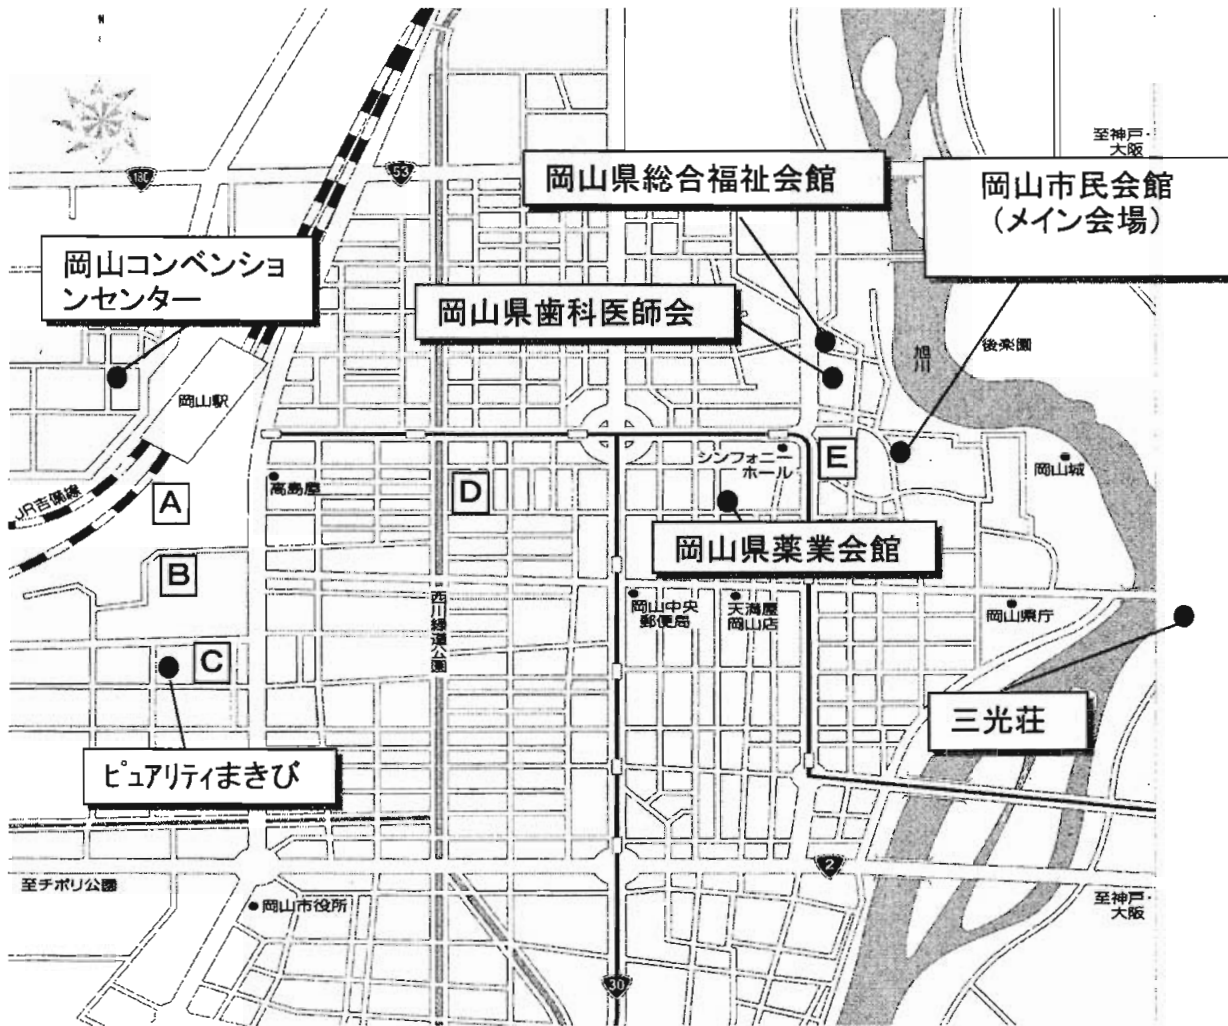 N
至神戸・
大阪
180
53
岡山県総合福祉会館
岡山市民会館
(メイン会場)
岡山コンベンショ
ンセンター
岡山県歯科医師会
旭川
後楽園
岡山駅
シンフォニー
ホール
E
岡山城
JR吉備線
高島屋
A
D
岡山県薬業会館
B
西川緑道公園
岡山中央
郵便局
天満屋
岡山店
岡山県庁
C
三光荘
ピュアリティまきび
2
至チボリ公園
岡山市役所
至神戸・
大阪
30